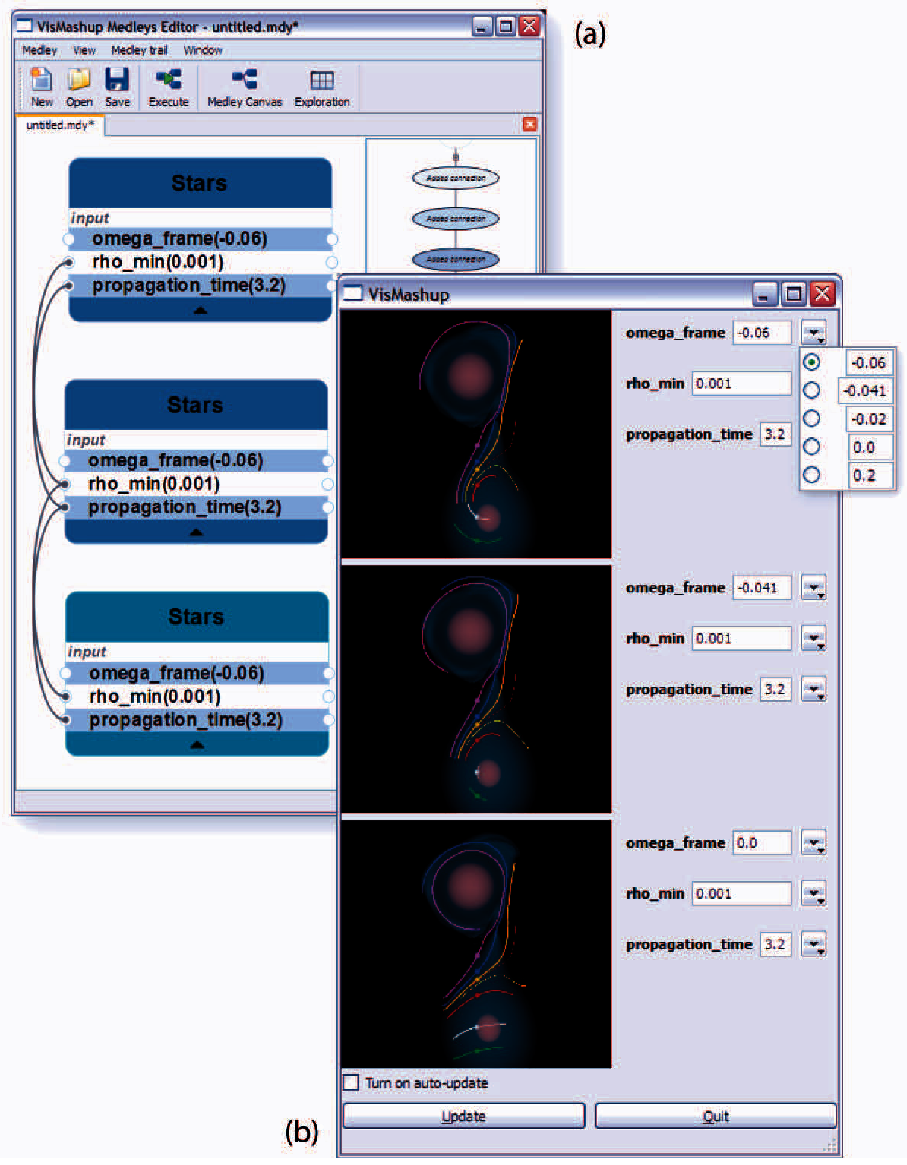 VisMashup Medleys Editor - untitled.mdy*
(a)
Medley View Medley trail Window
New Open Save Execute Medley Canvas Exploration
untitled.mdy*
Stars
input
omega_frame(-0.06)
rho_min(0.001)
propagation_time(3.2)
Stars
input
omega_frame(-0.06)
rho_min(0.001)
propagation_time(3.2)
Stars
input
omega_frame(-0.06)
rho_min(0.001)
propagation_time(3.2)
Added connection
Added connection
Added connection
VisMashup
omega_frame -0.06
-0.06
-0.041
-0.02
0.0
0.2
rho_min 0.001
propagation_time 3.2
omega_frame -0.041
rho_min 0.001
propagation_time 3.2
omega_frame 0.0
rho_min 0.001
propagation_time 3.2
Turn on auto-update
Update Quit
(b)